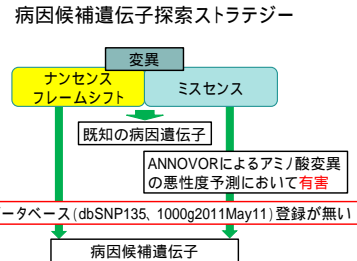 病因候補遺伝子探索ストラテジー
変異
ナンセンス
フレームシフト
ミスセンス
既知の病因遺伝子
ANNOVORによるアミノ酸変異
の悪性度予測において有害
ータベース(dbSNP135、1000g2011May11)登録が無い
病因候補遺伝子